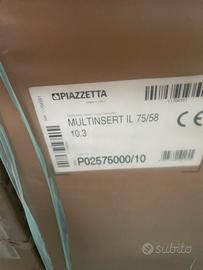 PIAZZETTA
MULTINSERT IL 75/58
10.3
CE
P02575000/10
subito